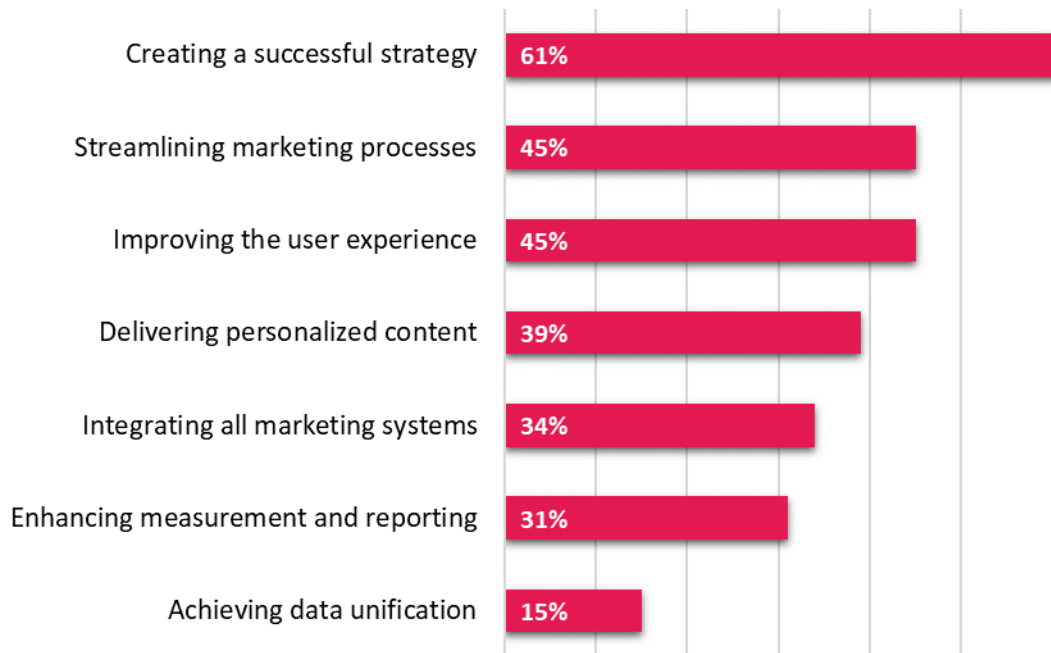 Creating a successful strategy 61%
Streamlining marketing processes 45%
Improving the user experience 45%
Delivering personalized content 39%
Integrating all marketing systems 34%
Enhancing measurement and reporting 31%
Achieving data unification 15%